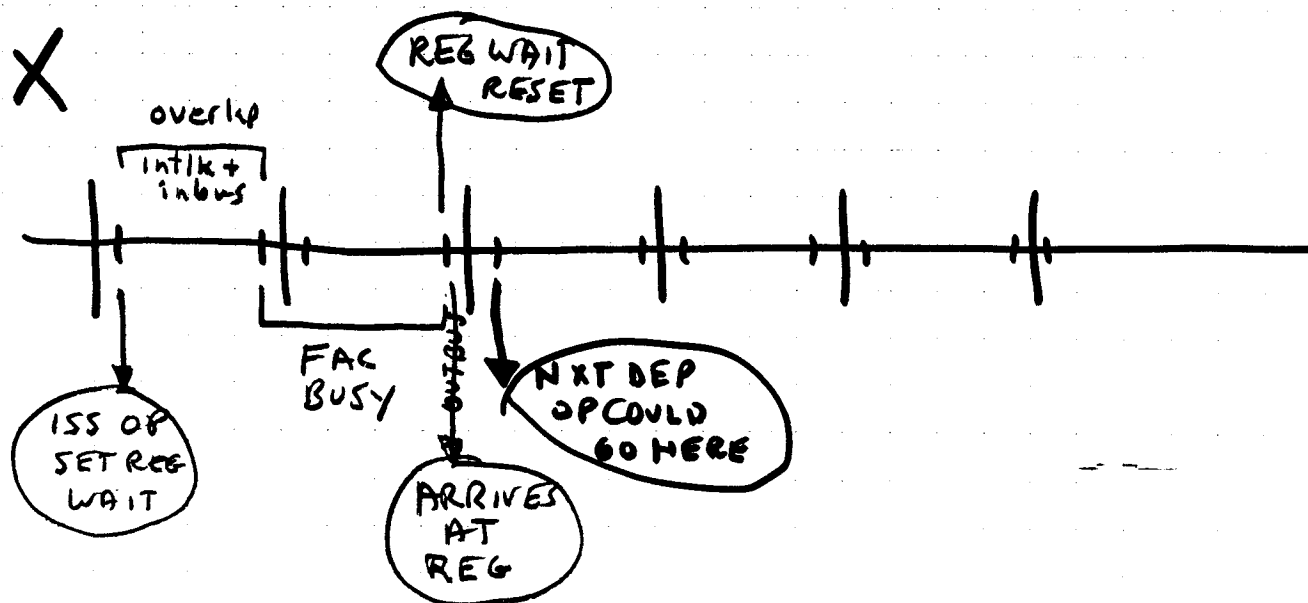 X
REG WAIT
RESET
overlap
intlk +
inbus
FAC
BUSY
OUTBUS
NXT DEP
OP COULD
GO HERE
ISS OP
SET REG
WAIT
ARRIVES
AT
REG